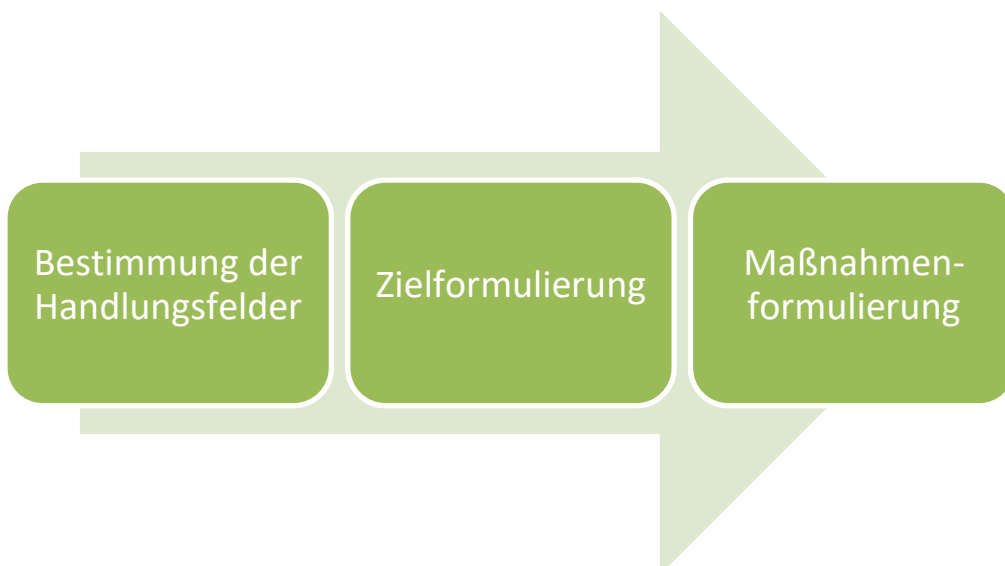 Bestimmung der
Handlungsfelder
Zielformulierung
Maßnahmen-
formulierung